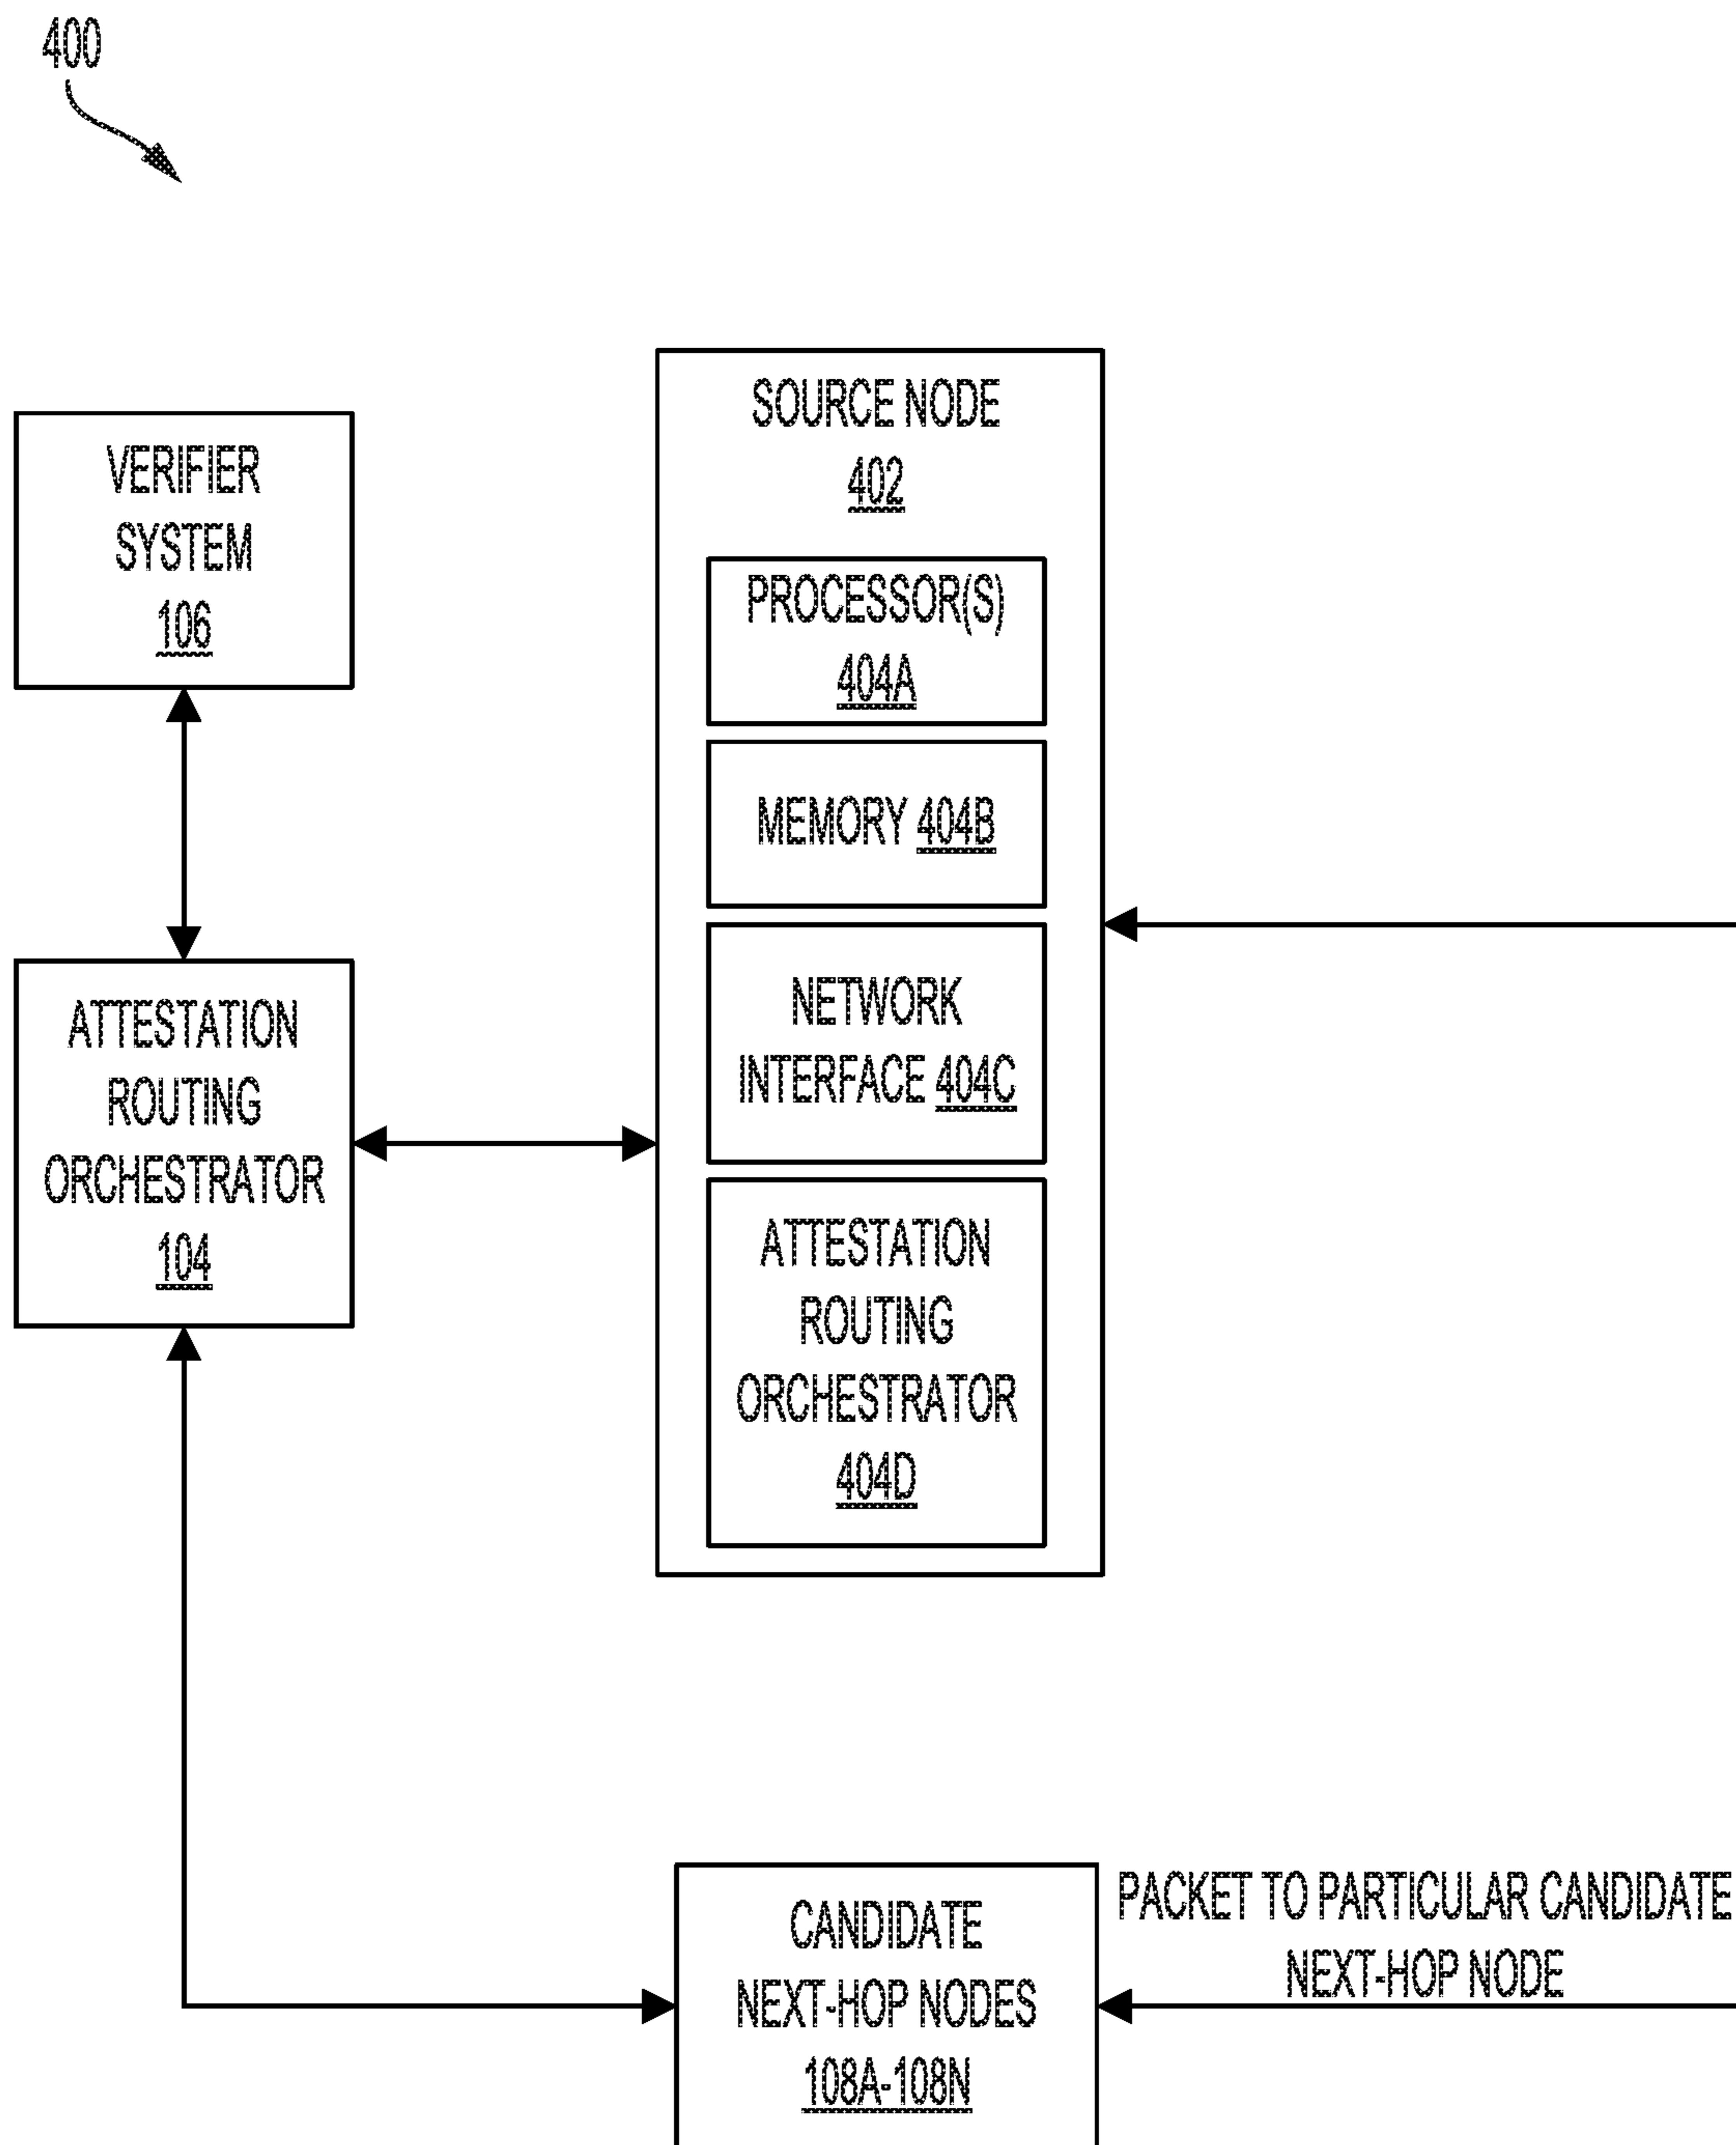 400
SOURCE NODE
402
VERIFIER
SYSTEM
106
PROCESSOR(S)
404A
MEMORY 404B
NETWORK
INTERFACE 404C
ATTESTATION
ROUTING
ORCHESTRATOR
104
ATTESTATION
ROUTING
ORCHESTRATOR
404D
CANDIDATE
NEXT-HOP NODES
108A-108N
PACKET TO PARTICULAR CANDIDATE
NEXT-HOP NODE